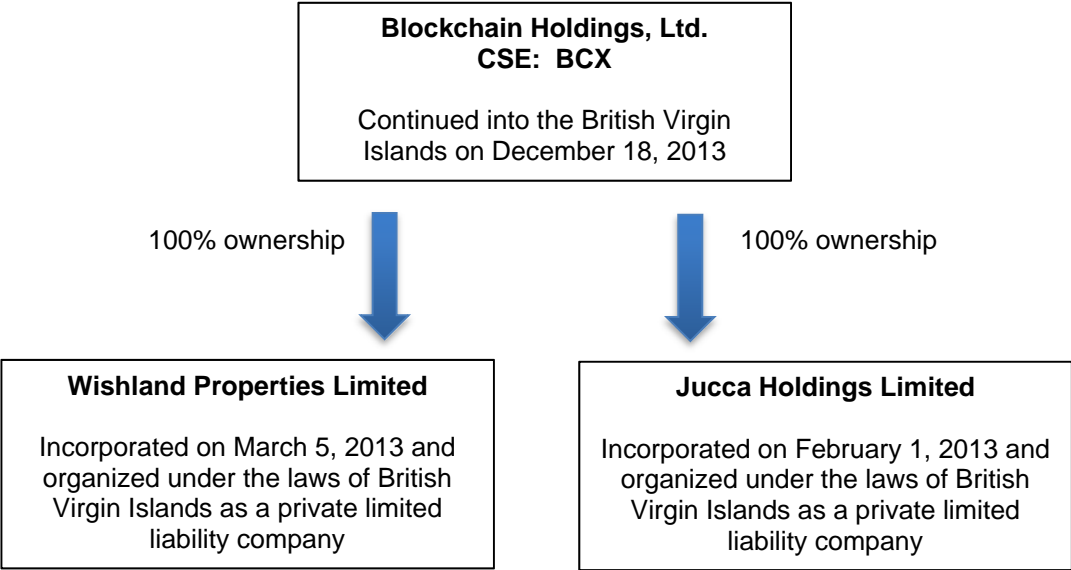 Blockchain Holdings, Ltd.
CSE: BCX
Continued into the British Virgin
Islands on December 18, 2013
100% ownership
100% ownership
Wishland Properties Limited
Incorporated on March 5, 2013 and
organized under the laws of British
Virgin Islands as a private limited
liability company
Jucca Holdings Limited
Incorporated on February 1, 2013 and
organized under the laws of British
Virgin Islands as a private limited
liability company